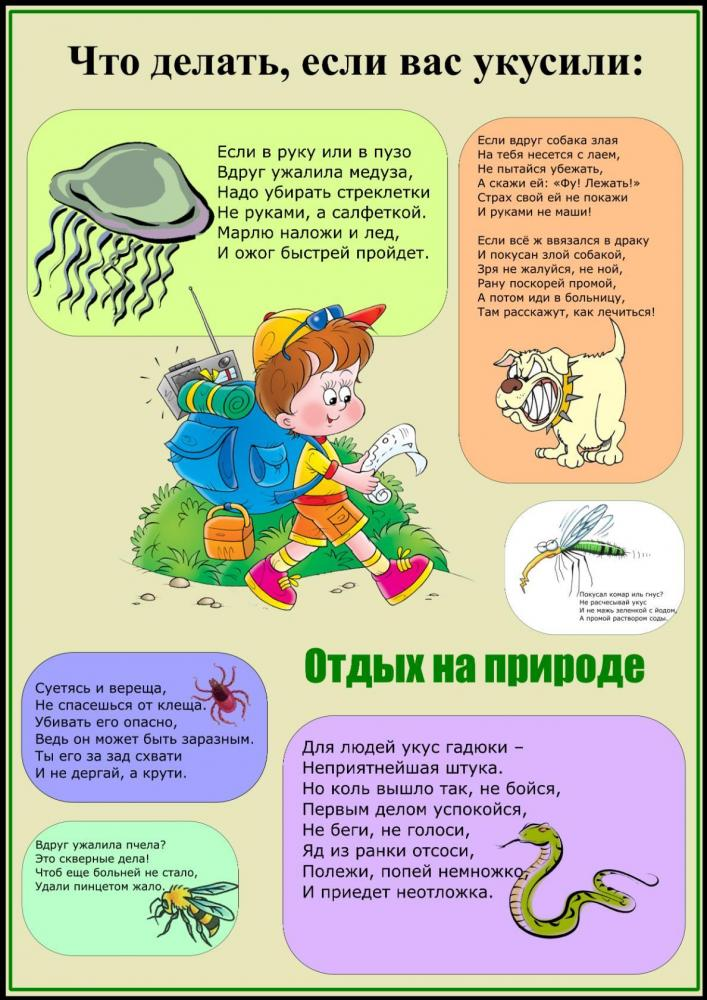 Что делать, если вас укусили:
Если в руку или в пузо
Вдруг ужалила медуза,
Надо убирать стреклетки
Не руками, а салфеткой.
Марлю наложи и лед,
И ожог быстрей пройдет.
Если вдруг собака злая
На тебя несется с лаем,
Не пытайся убежать,
А скажи ей: «Фу! Лежать!»
Страх свой ей не покажи
И руками не маши!
Если всё ж ввязался в драку
И покусан злой собакой,
Зря не жалуйся, не ной,
Рану поскорей промой,
А потом иди в больницу,
Там расскажут, как лечиться!
Покусал комар иль гнус?
Не расчесывай укус
И не мажь зеленкой с йодом,
А промой раствором соды.
Отдых на природе
Суетясь и вереща,
Не спасешься от клеща.
Убивать его опасно,
Ведь он может быть заразным.
Ты его за зад схвати
И не дергай, а крути.
Для людей укус гадюки –
Неприятнейшая штука.
Но коль вышло так, не бойся,
Первым делом успокойся,
Не беги, не голоси,
Яд из ранки отсоси,
Полежи, попей немножко,
И приедет неотложка.
Вдруг ужалила пчела?
Это скверные дела!
Чтоб еще больней не стало,
Удали пинцетом жало.